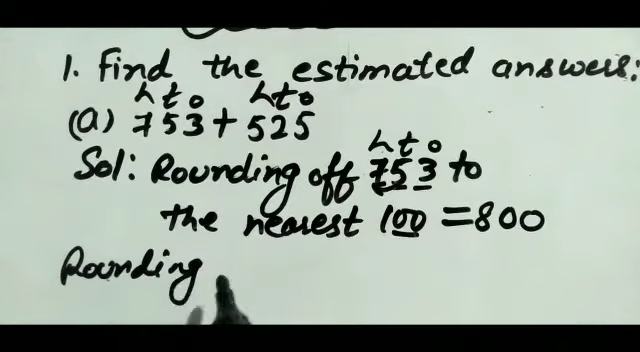 1. Find the estimated answers:
h t o h t o
(a) 753 + 525
h t o
Sol: Rounding off 753 to
the nearest 100 = 800
Rounding